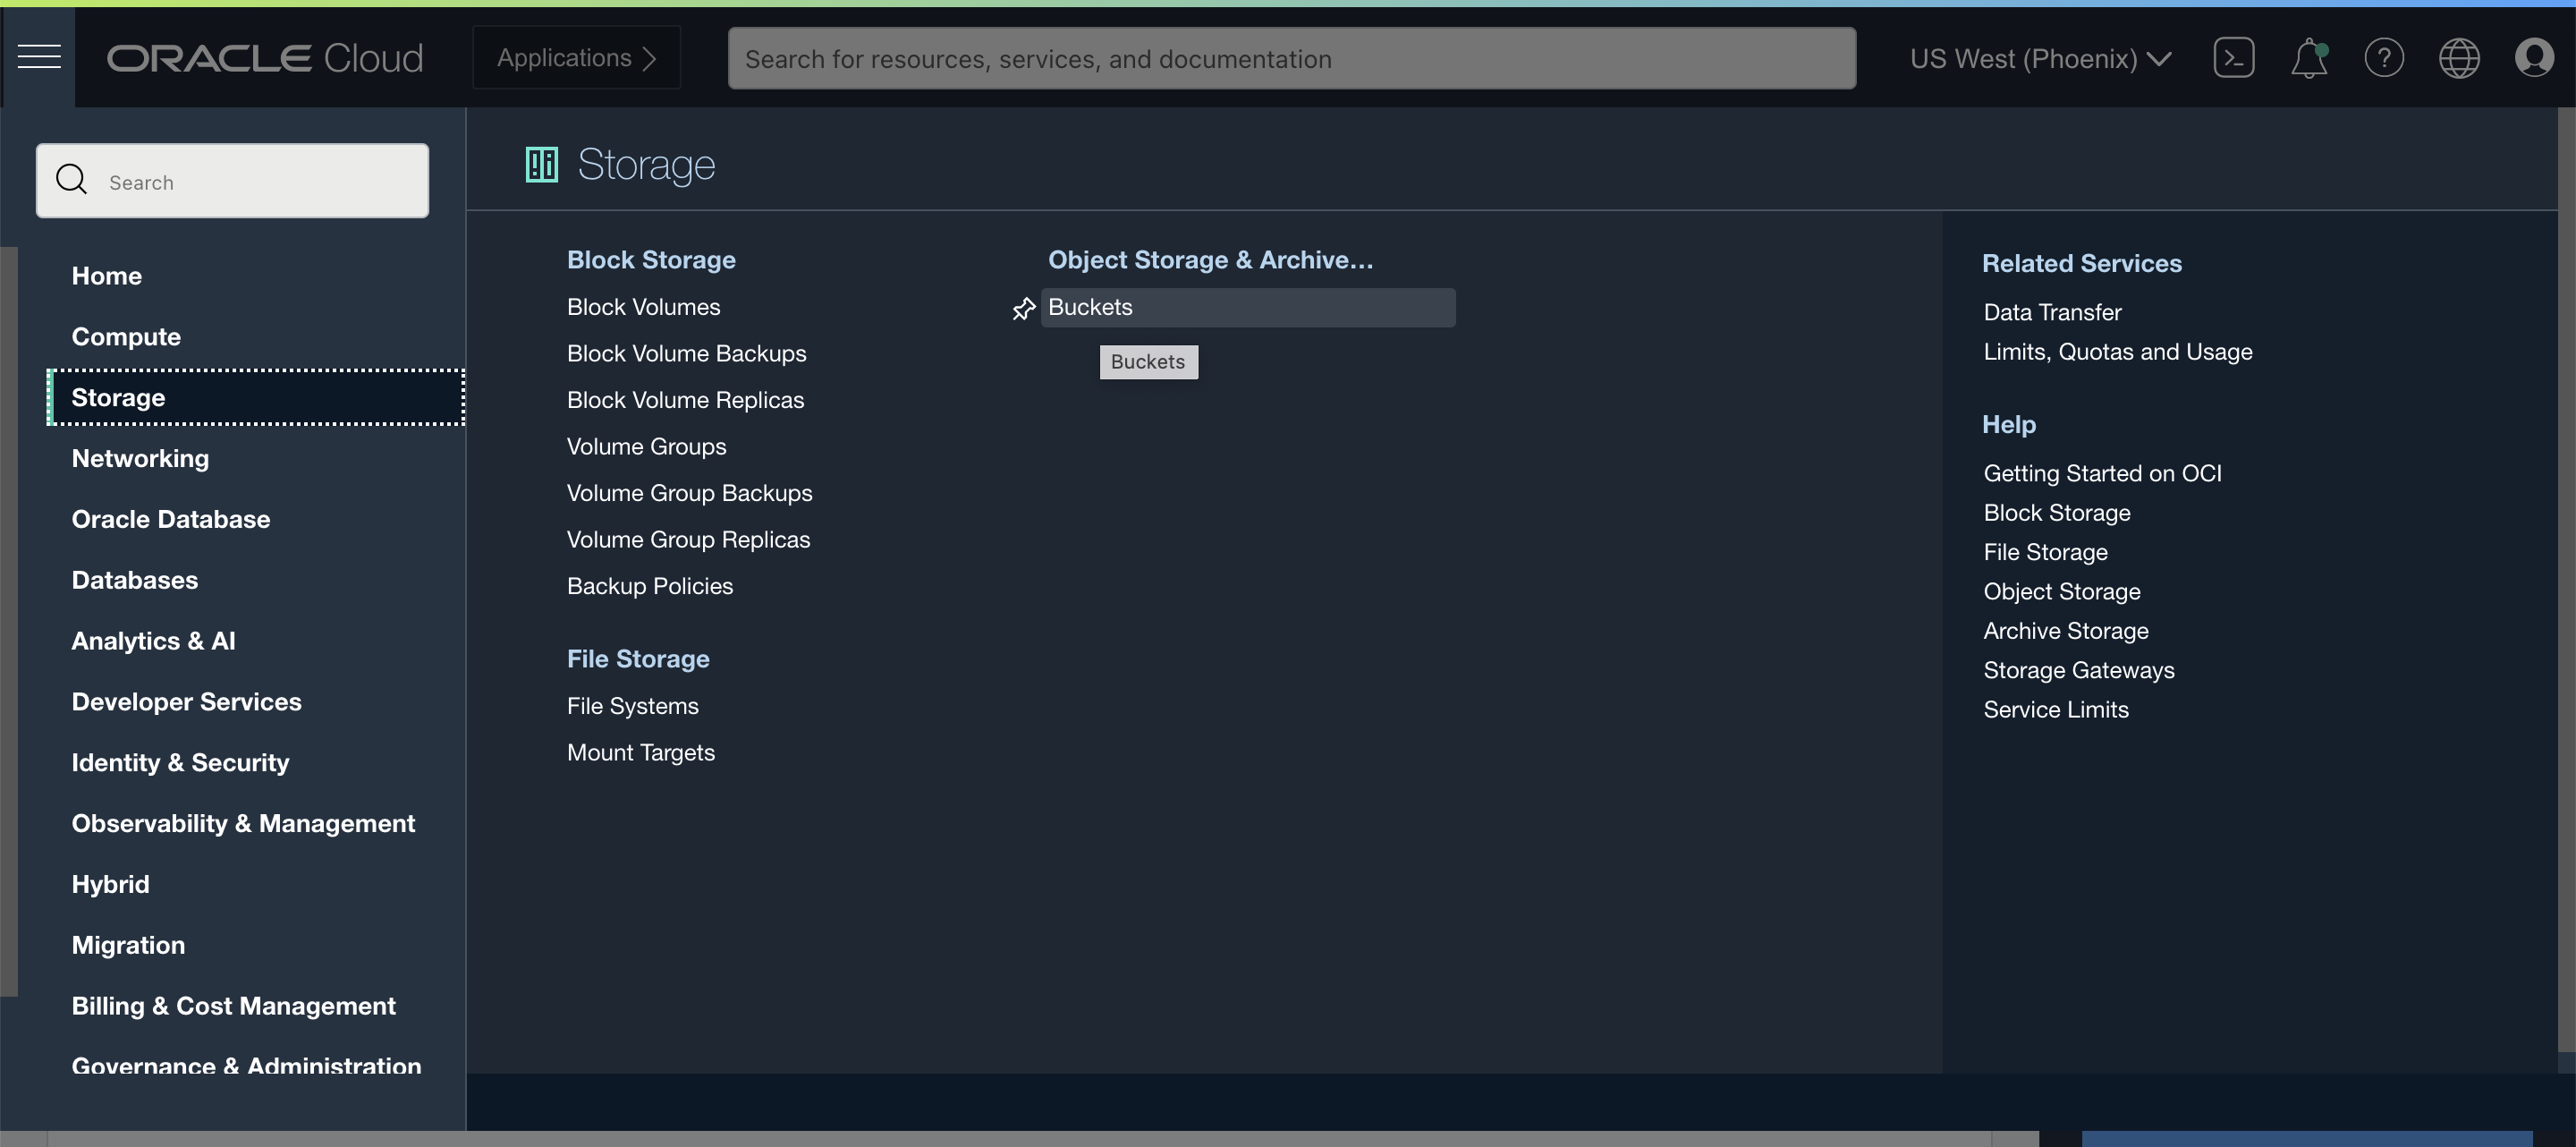 ORACLE Cloud
Applications
Search for resources, services, and documentation
US West (Phoenix)
Search
Home
Compute
Storage
Networking
Oracle Database
Databases
Analytics & AI
Developer Services
Identity & Security
Observability & Management
Hybrid
Migration
Billing & Cost Management
Governance & Administration
Storage
Block Storage
Block Volumes
Block Volume Backups
Block Volume Replicas
Volume Groups
Volume Group Backups
Volume Group Replicas
Backup Policies
File Storage
File Systems
Mount Targets
Object Storage & Archive...
Buckets
Buckets
Related Services
Data Transfer
Limits, Quotas and Usage
Help
Getting Started on OCI
Block Storage
File Storage
Object Storage
Archive Storage
Storage Gateways
Service Limits